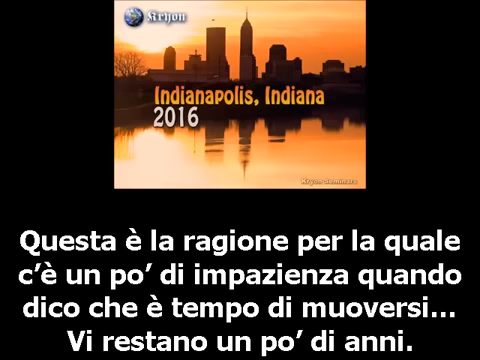 Kryon
Indianapolis, Indiana
2016
Kryon Seminars
Questa è la ragione per la quale
c’è un po’ di impazienza quando
dico che è tempo di muoversi...
Vi restano un po’ di anni.